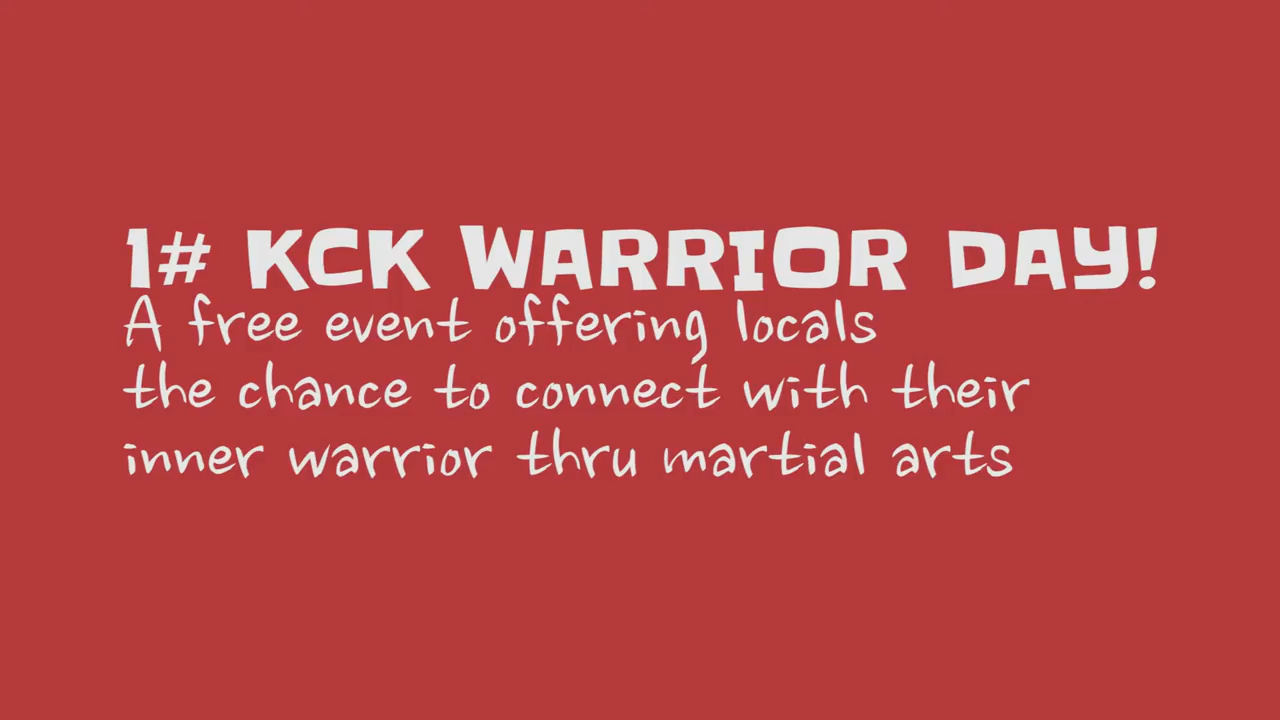 1# KCK WARRIOR DAY!
A free event offering locals
the chance to connect with their
inner warrior thru martial arts